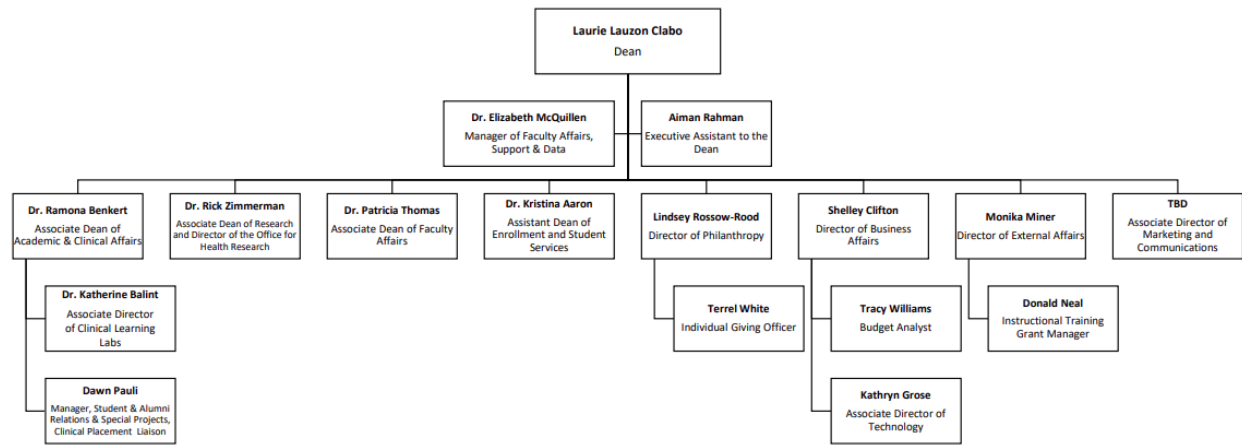 Laurie Lauzon Clabo
Dean
Dr. Elizabeth McQuillen
Manager of Faculty Affairs,
Support & Data
Aiman Rahman
Executive Assistant to the
Dean
Dr. Ramona Benkert
Associate Dean of
Academic & Clinical Affairs
Dr. Rick Zimmerman
Associate Dean of Research
and Director of the Office for
Health Research
Dr. Patricia Thomas
Associate Dean of Faculty
Affairs
Dr. Kristina Aaron
Assistant Dean of
Enrollment and Student
Services
Lindsey Rossow-Rood
Director of Philanthropy
Shelley Clifton
Director of Business
Affairs
Monika Miner
Director of External Affairs
TBD
Associate Director of
Marketing and
Communications
Dr. Katherine Balint
Associate Director
of Clinical Learning
Labs
Terrel White
Individual Giving Officer
Tracy Williams
Budget Analyst
Donald Neal
Instructional Training
Grant Manager
Dawn Pauli
Manager, Student & Alumni
Relations & Special Projects,
Clinical Placement Liaison
Kathryn Grose
Associate Director of
Technology